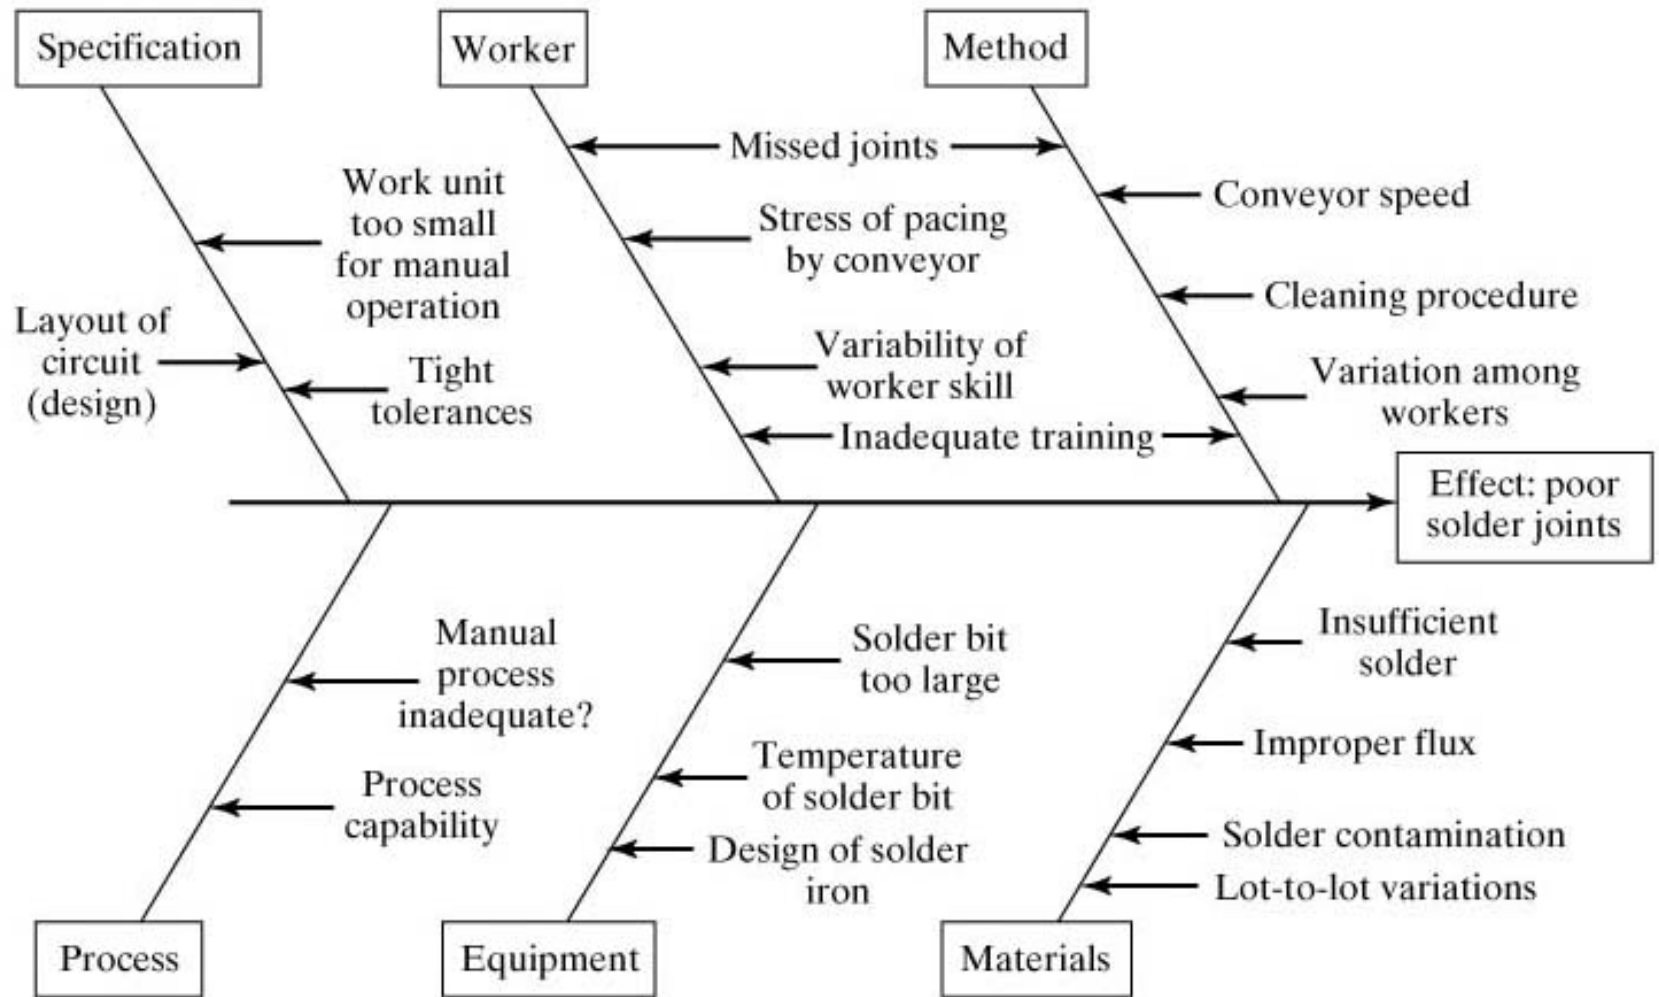 Specification
Worker
Method
Missed joints
Work unit
too small
for manual
operation
Stress of pacing
by conveyor
Conveyor speed
Cleaning procedure
Layout of
circuit
(design)
Tight
tolerances
Variability of
worker skill
Inadequate training
Variation among
workers
Effect: poor
solder joints
Manual
process
inadequate?
Process
capability
Solder bit
too large
Temperature
of solder bit
Design of solder
iron
Insufficient
solder
Improper flux
Solder contamination
Lot-to-lot variations
Process
Equipment
Materials